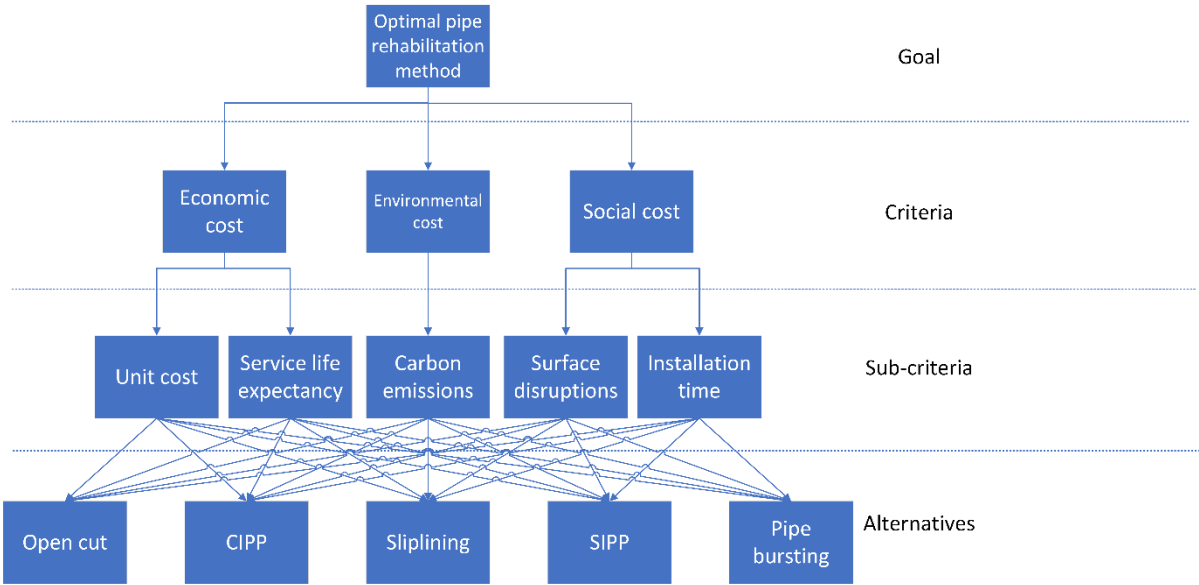 Optimal pipe
rehabilitation
method
Goal
Economic
cost
Environmental
cost
Social cost
Criteria
Unit cost
Service life
expectancy
Carbon
emissions
Surface
disruptions
Installation
time
Sub-criteria
Open cut
CIPP
Sliplining
SIPP
Pipe
bursting
Alternatives